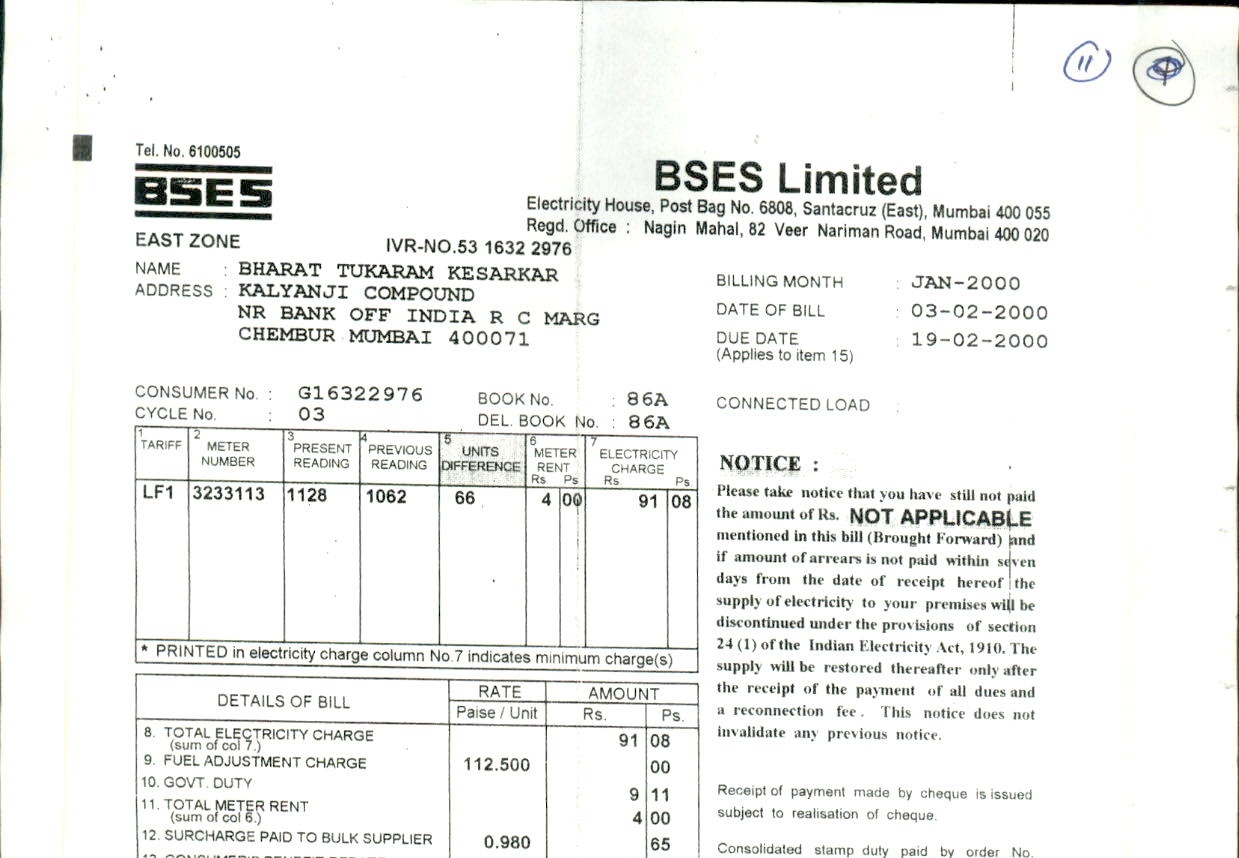 11
Tel. No. 6100505
BSES
BSES Limited
Electricity House, Post Bag No. 6808, Santacruz (East), Mumbai 400 055
Regd. Office : Nagin Mahal, 82 Veer Nariman Road, Mumbai 400 020
EAST ZONE IVR-NO.53 1632 2976
NAME : BHARAT TUKARAM KESARKAR
ADDRESS : KALYANJI COMPOUND
NR BANK OFF INDIA R C MARG
CHEMBUR MUMBAI 400071
BILLING MONTH : JAN-2000
DATE OF BILL : 03-02-2000
DUE DATE : 19-02-2000
(Applies to item 15)
CONSUMER No. : G16322976 BOOK No. : 86A
CYCLE No. : 03 DEL. BOOK No. : 86A
CONNECTED LOAD :
1 TARIFF 2 METER NUMBER 3 PRESENT READING 4 PREVIOUS READING 5 UNITS DIFFERENCE 6 METER RENT Rs. Ps 7 ELECTRICITY CHARGE Rs. Ps.
LF1 3233113 1128 1062 66 4 00 91 08
* PRINTED in electricity charge column No.7 indicates minimum charge(s)
NOTICE :
Please take notice that you have still not paid
the amount of Rs. NOT APPLICABLE
mentioned in this bill (Brought Forward) and
if amount of arrears is not paid within seven
days from the date of receipt hereof the
supply of electricity to your premises will be
discontinued under the provisions of section
24 (1) of the Indian Electricity Act, 1910. The
supply will be restored thereafter only after
the receipt of the payment of all dues and
a reconnection fee. This notice does not
invalidate any previous notice.
DETAILS OF BILL RATE AMOUNT
Paise / Unit Rs. Ps.
8. TOTAL ELECTRICITY CHARGE 91 08
(sum of col 7.)
9. FUEL ADJUSTMENT CHARGE 112.500 00
10. GOVT. DUTY 9 11
11. TOTAL METER RENT 4 00
(sum of col 6.)
12. SURCHARGE PAID TO BULK SUPPLIER 0.980 65
Receipt of payment made by cheque is issued
subject to realisation of cheque.
Consolidated stamp duty paid by order No.